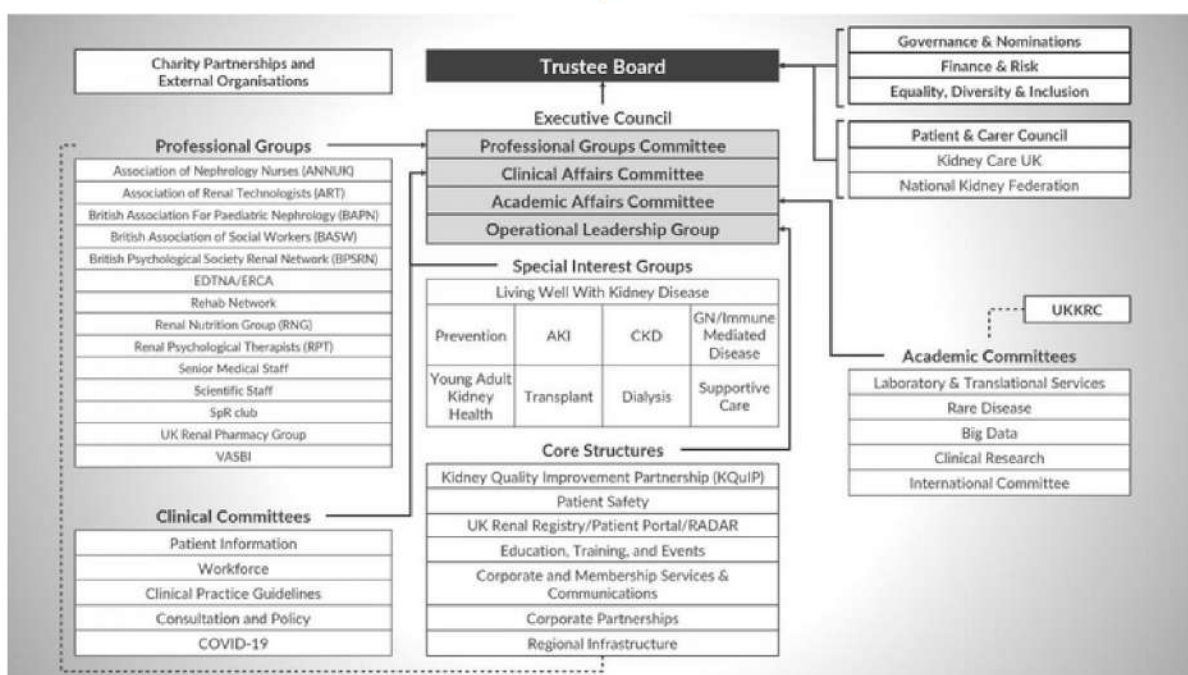 Charity Partnerships and
External Organisations
Trustee Board
Governance & Nominations
Finance & Risk
Equality, Diversity & Inclusion
Patient & Carer Council
Kidney Care UK
National Kidney Federation
Executive Council
Professional Groups Committee
Clinical Affairs Committee
Academic Affairs Committee
Operational Leadership Group
Professional Groups
Association of Nephrology Nurses (ANNUK)
Association of Renal Technologists (ART)
British Association For Paediatric Nephrology (BAPN)
British Association of Social Workers (BASW)
British Psychological Society Renal Network (BPSRN)
EDTNA/ERCA
Rehab Network
Renal Nutrition Group (RNG)
Renal Psychological Therapists (RPT)
Senior Medical Staff
Scientific Staff
SpR club
UK Renal Pharmacy Group
VASBI
Special Interest Groups
Living Well With Kidney Disease
Prevention
AKI
CKD
GN/Immune
Mediated
Disease
Young Adult
Kidney
Health
Transplant
Dialysis
Supportive
Care
UKKRC
Academic Committees
Laboratory & Translational Services
Rare Disease
Big Data
Clinical Research
International Committee
Clinical Committees
Patient Information
Workforce
Clinical Practice Guidelines
Consultation and Policy
COVID-19
Core Structures
Kidney Quality Improvement Partnership (KQuIP)
Patient Safety
UK Renal Registry/Patient Portal/RADAR
Education, Training, and Events
Corporate and Membership Services &
Communications
Corporate Partnerships
Regional Infrastructure